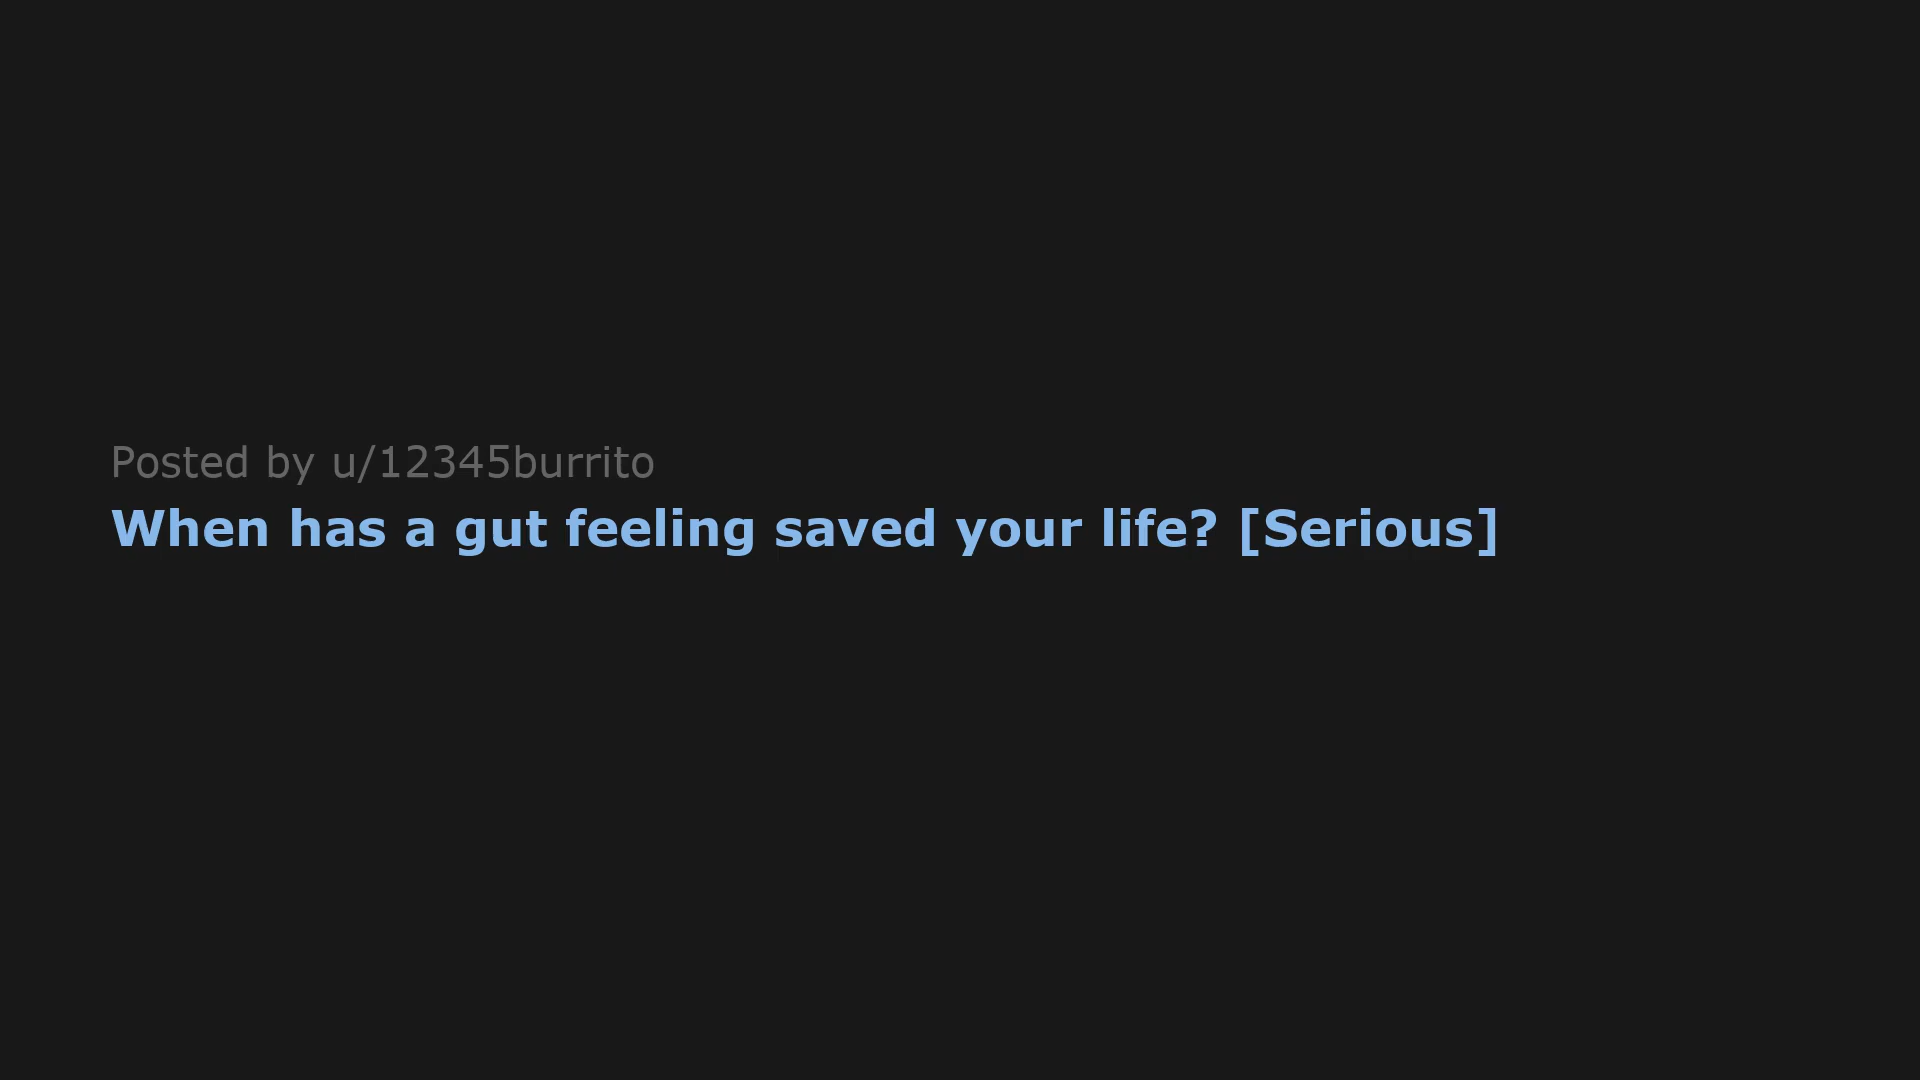 Posted by u/12345burrito
When has a gut feeling saved your life? [Serious]